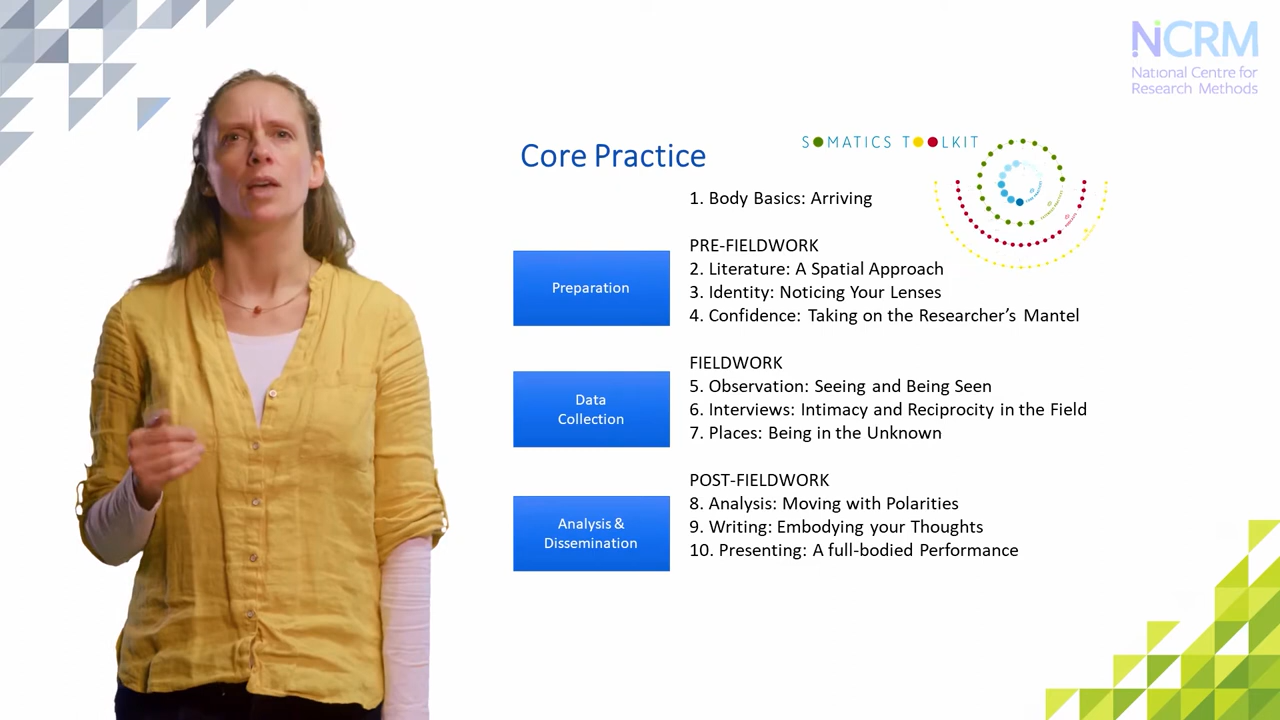 NCRM
National Centre for
Research Methods
SOMATICS TOOLKIT
Core Practice
1. Body Basics: Arriving
PRE-FIELDWORK
Preparation
2. Literature: A Spatial Approach
3. Identity: Noticing Your Lenses
4. Confidence: Taking on the Researcher’s Mantel
FIELDWORK
Data
Collection
5. Observation: Seeing and Being Seen
6. Interviews: Intimacy and Reciprocity in the Field
7. Places: Being in the Unknown
POST-FIELDWORK
Analysis &
Dissemination
8. Analysis: Moving with Polarities
9. Writing: Embodying your Thoughts
10. Presenting: A full-bodied Performance